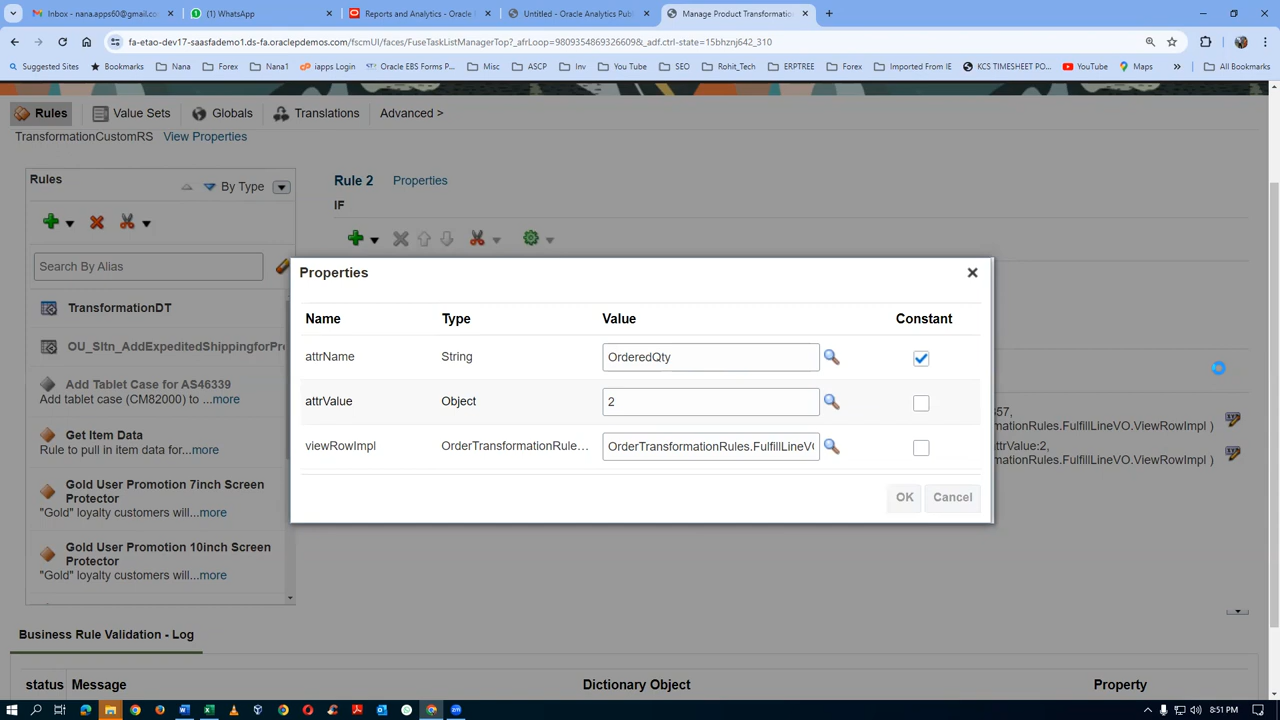 Inbox - nana.apps60@gmail.co
(1) WhatsApp
Reports and Analytics - Oracle
Untitled - Oracle Analytics Pub
Manage Product Transformatio
fa-etao-dev17-saasfademo1.ds-fa.oraclepdemos.com/fscmUI/faces/FuseTaskListManagerTop?_afrLoop=9809354869326609&_adf.ctrl-state=15bhznj642_310
Suggested Sites
Bookmarks
Nana
Forex
Nana1
iapps Login
Oracle EBS Forms P...
Misc
ASCP
Inv
You Tube
SEO
Rohit_Tech
ERPTREE
Forex
Imported From IE
KCS TIMESHEET PO...
YouTube
Maps
»
All Bookmarks
Rules
Value Sets
Globals
Translations
Advanced >
TransformationCustomRS View Properties
Rules
By Type
Rule 2 Properties
IF
Search By Alias
TransformationDT
OU_Sltn_AddExpeditedShippingforPre
Add Tablet Case for AS46339
Add tablet case (CM82000) to ...more
Get Item Data
Rule to pull in item data for...more
Gold User Promotion 7inch Screen
Protector
"Gold" loyalty customers will...more
Gold User Promotion 10inch Screen
Protector
"Gold" loyalty customers will...more
Properties
Name Type Value Constant
attrName String OrderedQty
attrValue Object 2
viewRowImpl OrderTransformationRule... OrderTransformationRules.FulfillLineVO
OK Cancel
357,
mationRules.FulfillLineVO.ViewRowImpl )
attrValue:2,
mationRules.FulfillLineVO.ViewRowImpl )
Business Rule Validation - Log
status Message Dictionary Object Property
8:51 PM